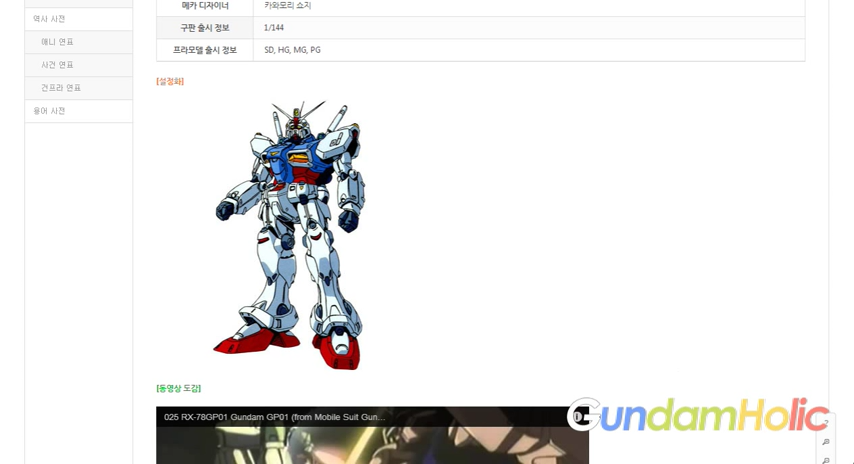 메카 디자이너 카와모리 쇼지
역사 사전
구판 출시 정보 1/144
애니 연표
프라모델 출시 정보 SD, HG, MG, PG
사건 연표
[설정화]
건프라 연표
용어 사전
[동영상 도감]
025 RX-78GP01 Gundam GP01 (from Mobile Suit Gun...
GundamHolic